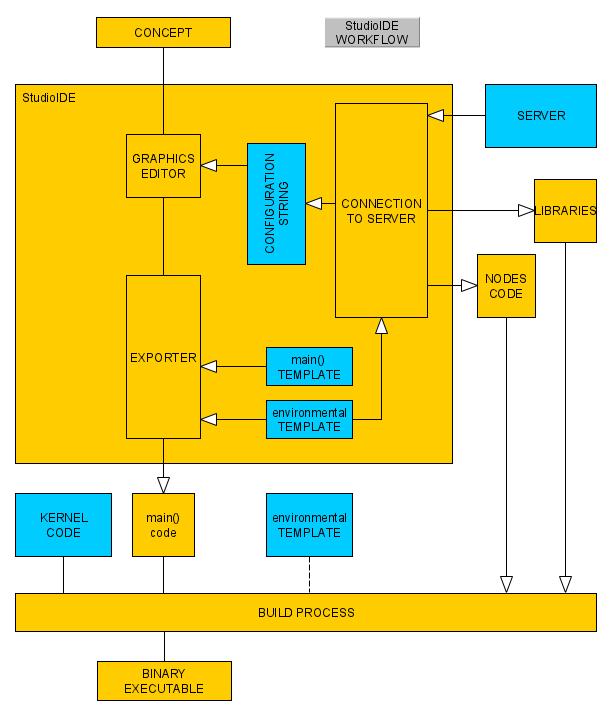 CONCEPT
StudioIDE
WORKFLOW
StudioIDE
SERVER
GRAPHICS
EDITOR
CONFIGURATION
STRING
CONNECTION
TO SERVER
LIBRARIES
NODES
CODE
EXPORTER
main()
TEMPLATE
environmental
TEMPLATE
KERNEL
CODE
main()
code
environmental
TEMPLATE
BUILD PROCESS
BINARY
EXECUTABLE